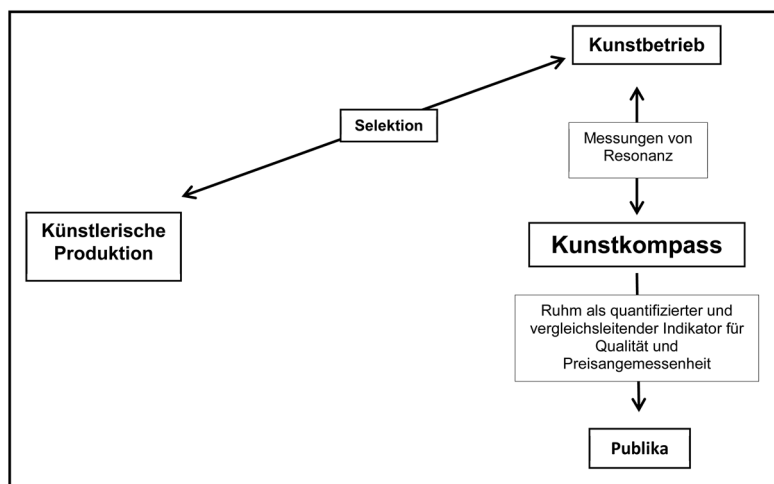 Kunstbetrieb
Selektion
Messungen von
Resonanz
Künstlerische
Produktion
Kunstkompass
Ruhm als quantifizierter und
vergleichsleitender Indikator für
Qualität und
Preisangemessenheit
Publika